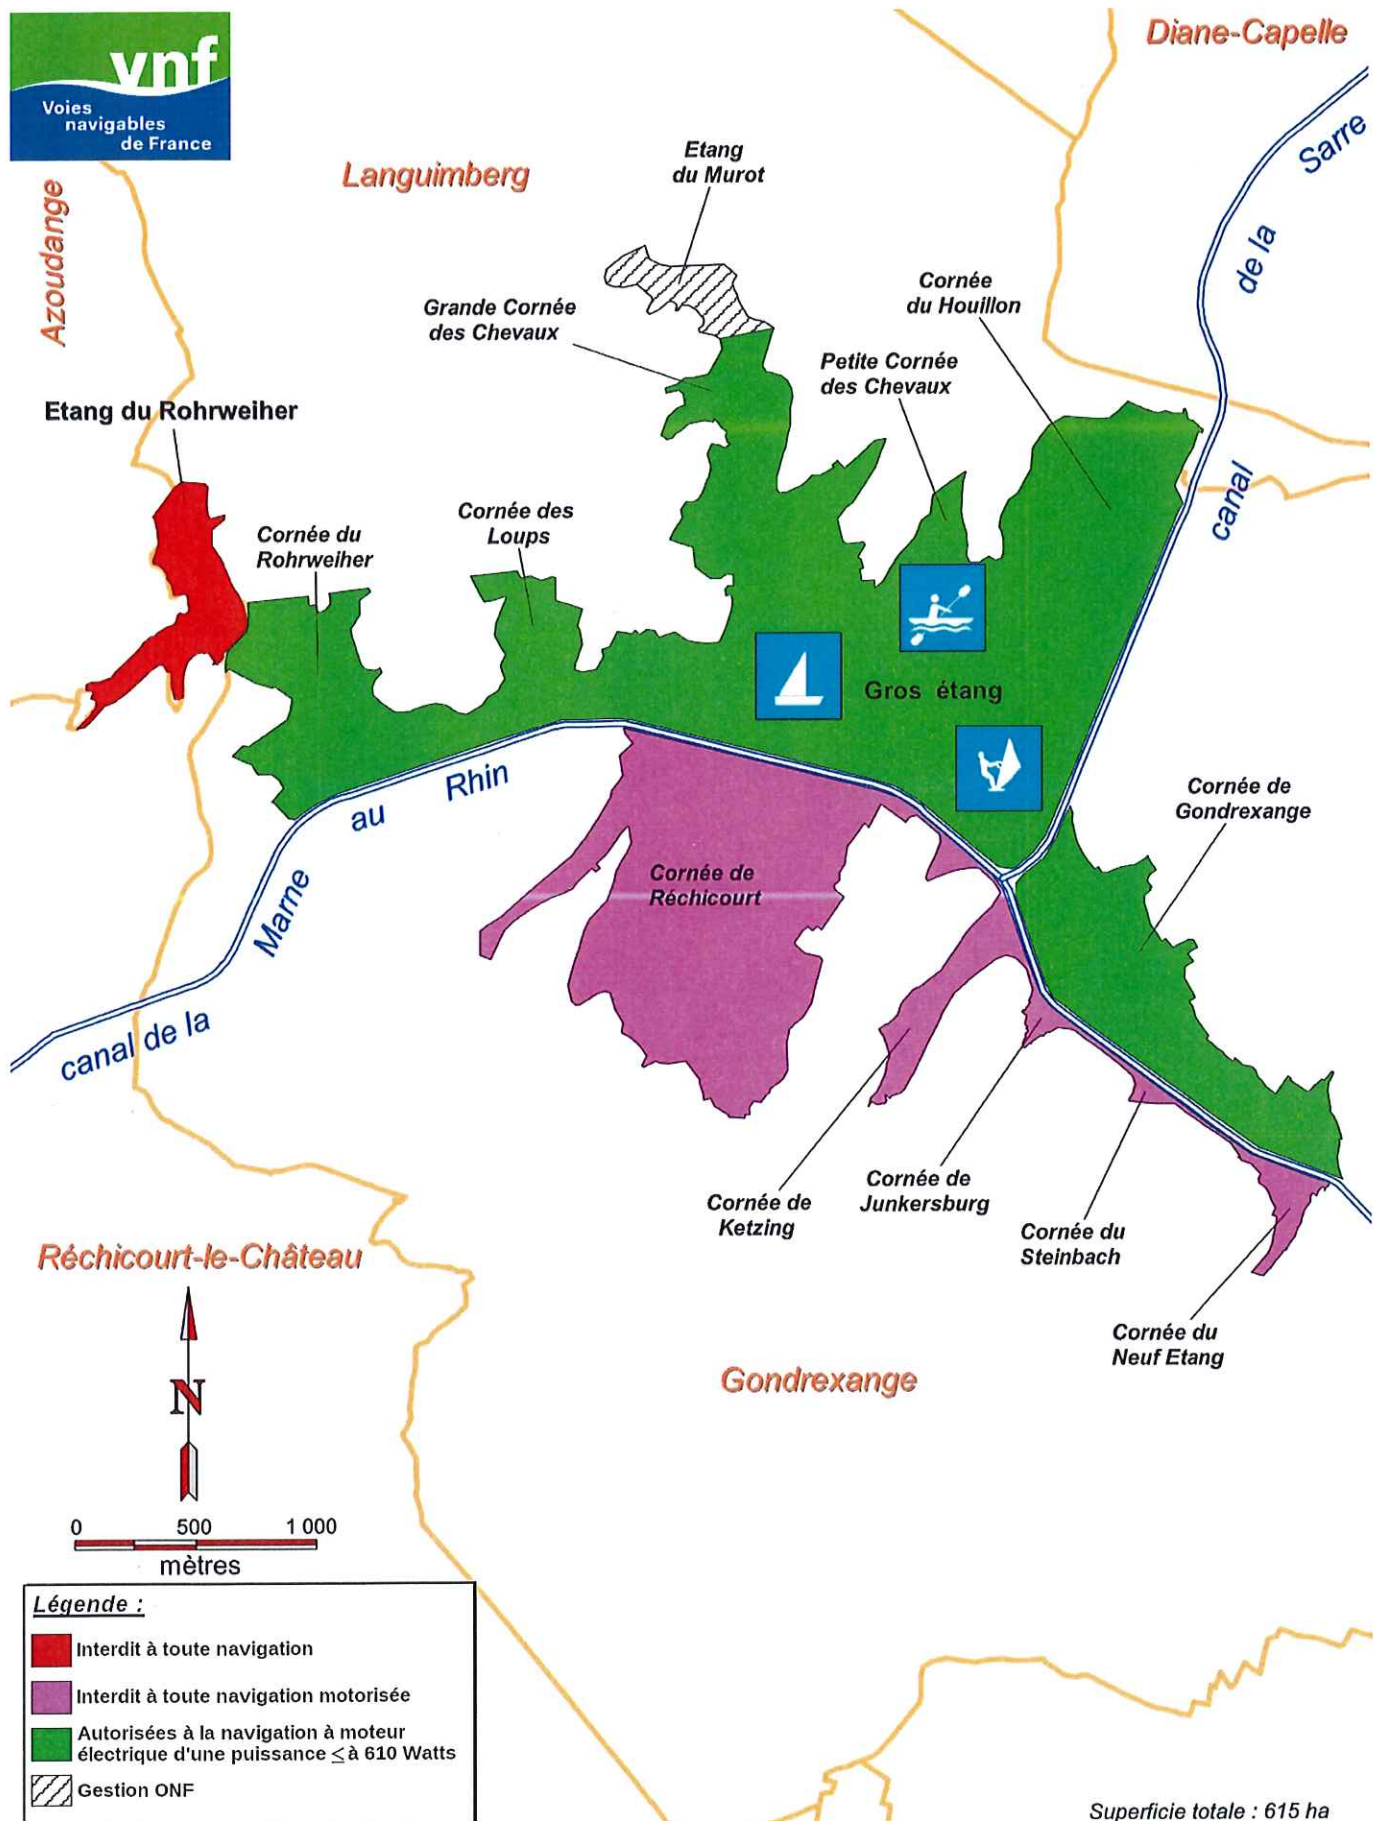 vnf
Voies
navigables
de France
Diane-Capelle
Languimberg
Azoudange
Etang
du Murot
Sarre
de la
canal
Grande Cornée
des Chevaux
Cornée
du Houillon
Petite Cornée
des Chevaux
Etang du Rohrweiher
Cornée du
Rohrweiher
Cornée des
Loups
Gros étang
canal de la
Marne
au
Rhin
Cornée de
Gondrexange
Cornée de
Réchicourt
Cornée de
Ketzing
Cornée de
Junkersburg
Cornée du
Steinbach
Cornée du
Neuf Etang
Réchicourt-le-Château
Gondrexange
N
0 500 1 000
mètres
Légende :
Interdit à toute navigation
Interdit à toute navigation motorisée
Autorisées à la navigation à moteur
électrique d'une puissance ≤ à 610 Watts
Gestion ONF
Superficie totale : 615 ha